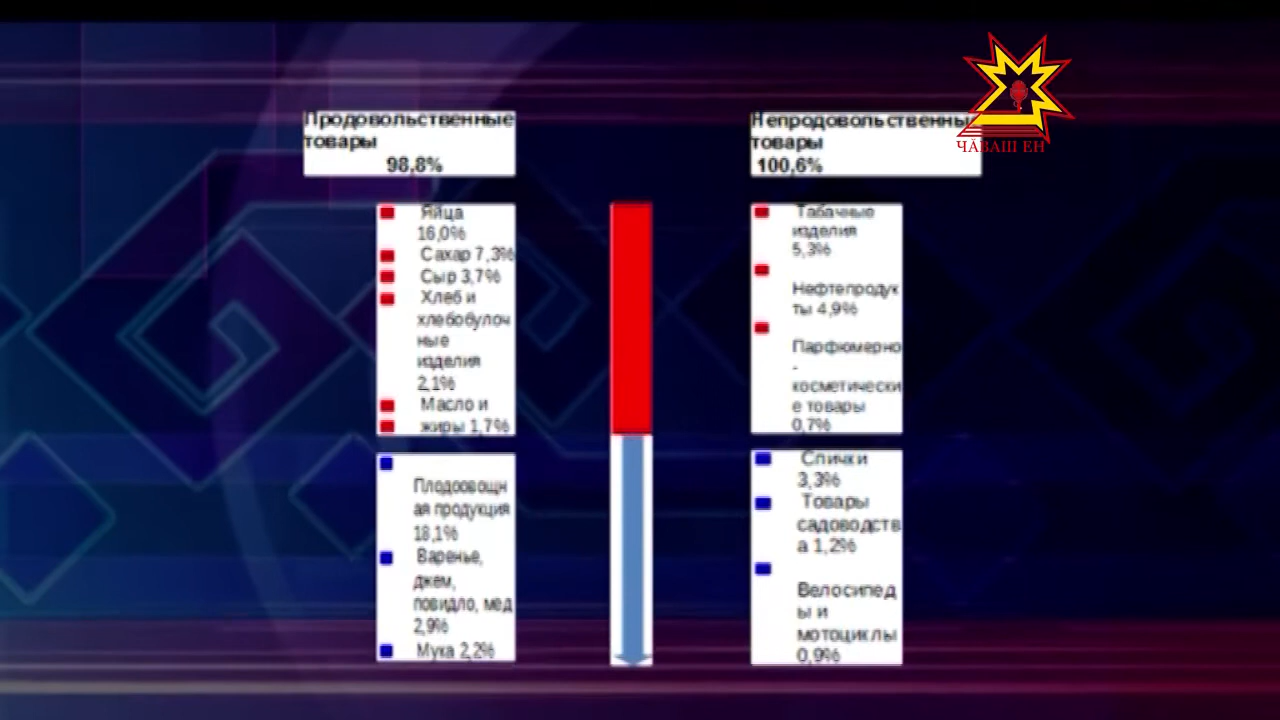 ЧӐВАШ ЕН
Продовольственные
товары
98,8%
Яйца
16,0%
Сахар 7,3%
Сыр 3,7%
Хлеб и
хлебобулоч
ные
изделия
2,1%
Масло и
жиры 1,7%
Плодоовощн
ая продукция
18,1%
Варенье,
джем,
повидло, мед
2,9%
Мука 2,2%
Непродовольственны
товары
100,6%
Табачные
изделия
5,3%
Нефтепродук
ты 4,9%
Парфюмерно
-
косметически
е товары
0,7%
Спички
3,3%
Товары
садоводств
а 1,2%
Велосипед
ы и
мотоциклы
0,9%